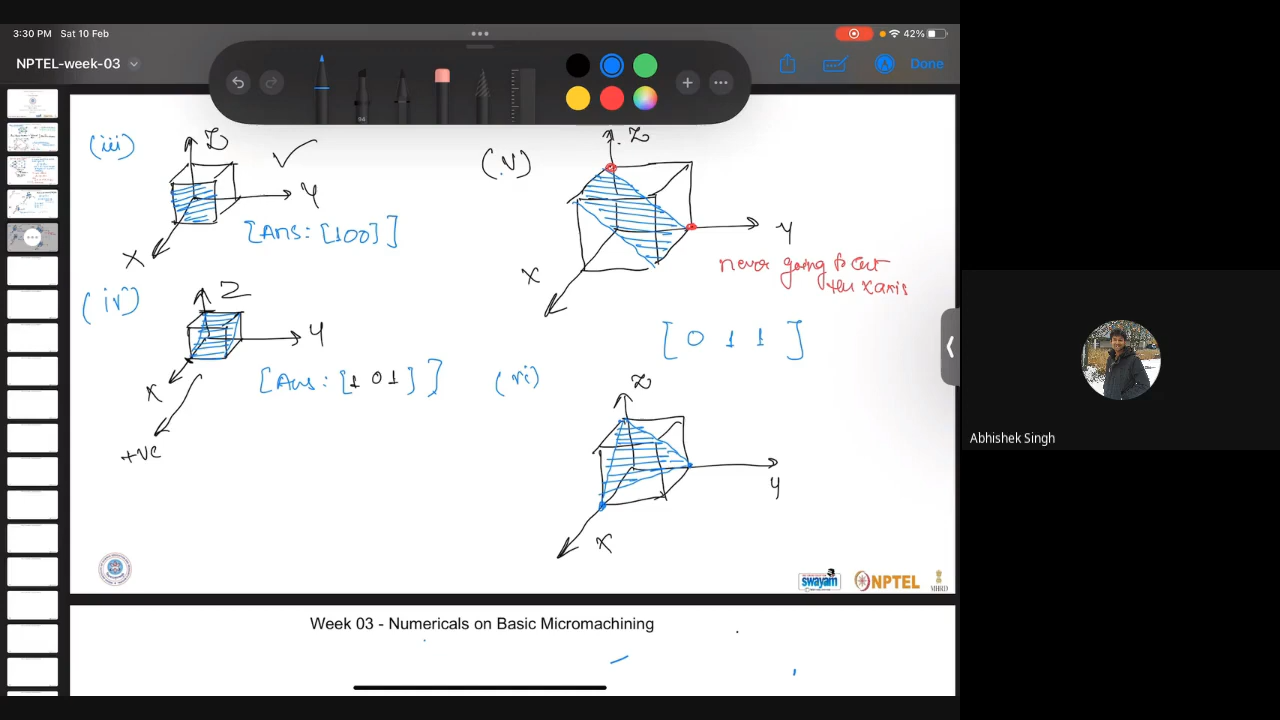 3:30 PM Sat 10 Feb
42%
NPTEL-week-03
Done
(iii)
Z
Y
X
[Ans: [100]]
(iv)
Z
Y
X
+ve
[Ans: [1 0 1]]
(v)
Z
Y
X
never going to cut
the x axis
[0 1 1]
(vi)
Z
Y
X
swayam
NPTEL
MHRD
Week 03 - Numericals on Basic Micromachining
Abhishek Singh